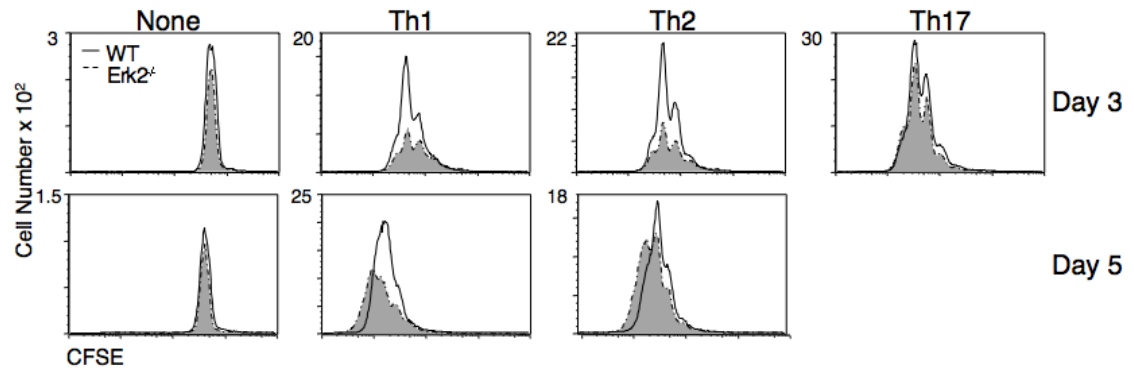 None Th1 Th2 Th17
3 20 22 30
— WT
--- Erk2-/-
Day 3
Cell Number x 10²
1.5 25 18
Day 5
CFSE